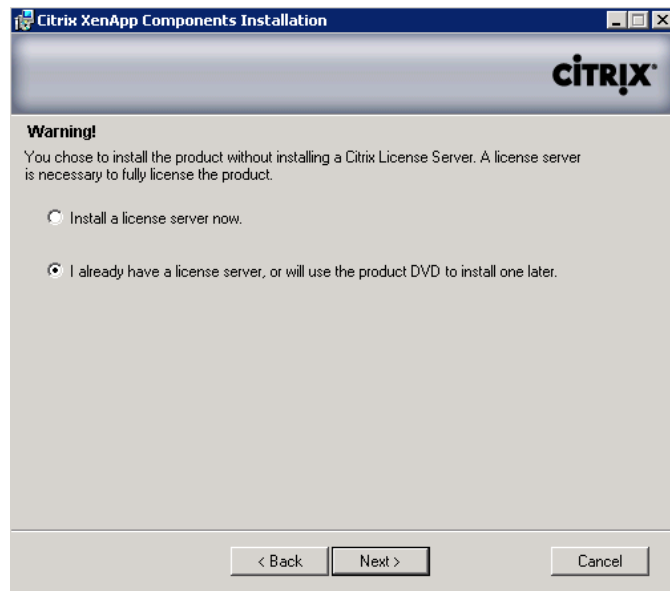 Citrix XenApp Components Installation
CİTRIX
Warning!
You chose to install the product without installing a Citrix License Server. A license server
is necessary to fully license the product.
Install a license server now.
I already have a license server, or will use the product DVD to install one later.
< Back
Next >
Cancel